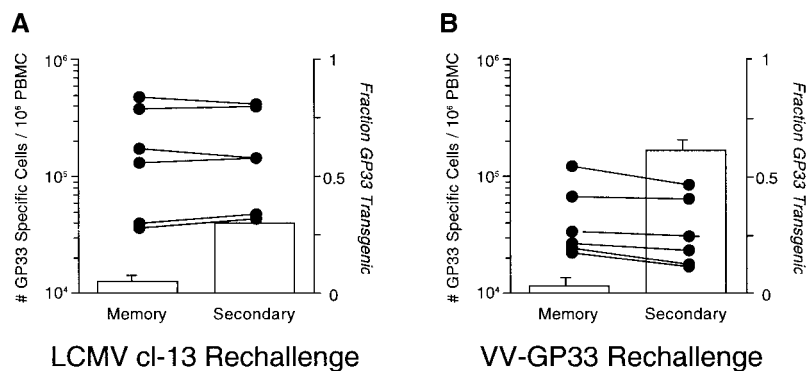 A
# GP33 Specific Cells / 10⁶ PBMC
10⁶
10⁵
10⁴
1
0.5
0
Fraction GP33 Transgenic
Memory Secondary
LCMV cl-13 Rechallenge
B
# GP33 Specific Cells / 10⁶ PBMC
10⁶
10⁵
10⁴
1
0.5
0
Fraction GP33 Transgenic
Memory Secondary
VV-GP33 Rechallenge